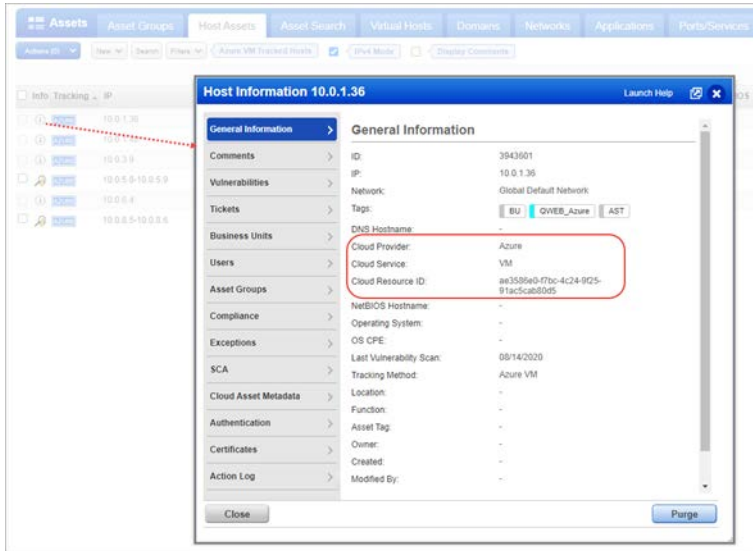 Assets Asset Groups Host Assets Asset Search Virtual Hosts Domains Networks Applications Ports/Services
Actions (0) New Search Filters Azure VM Tracked Hosts IPv4 Mode Display Comments
Info Tracking IP OS
Host Information 10.0.1.36 Launch Help
General Information
Comments
Vulnerabilities
Tickets
Business Units
Users
Asset Groups
Compliance
Exceptions
SCA
Cloud Asset Metadata
Authentication
Certificates
Action Log
General Information
ID: 3943601
IP: 10.0.1.36
Network: Global Default Network
Tags: BU QWEB_Azure AST
DNS Hostname: -
Cloud Provider: Azure
Cloud Service: VM
Cloud Resource ID: ae3586e0-f7bc-4c24-9f25-
91ac5cab80d5
NetBIOS Hostname: -
Operating System: -
OS CPE: -
Last Vulnerability Scan: 08/14/2020
Tracking Method: Azure VM
Location: -
Function: -
Asset Tag: -
Owner: -
Created: -
Modified By: -
AZURE 10.0.1.36
AZURE
AZURE 10.0.3.9
AZURE 10.0.5.8-10.0.5.9
AZURE 10.0.6.4
AZURE 10.0.8.5-10.0.8.6
Close Purge